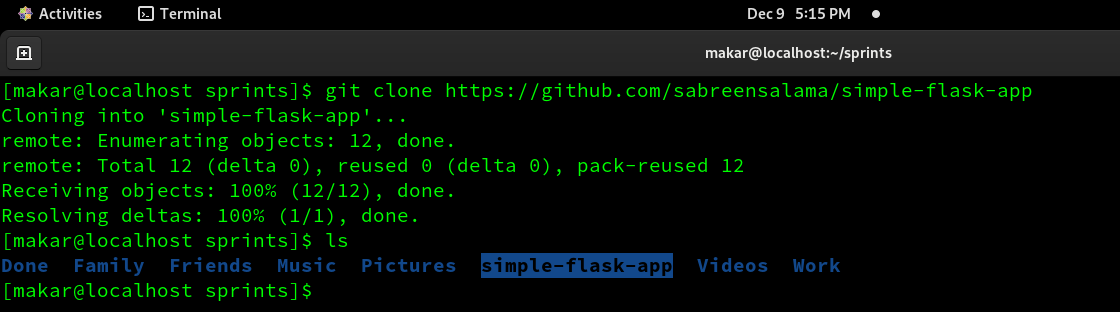 Activities Terminal Dec 9 5:15 PM
makar@localhost:~/sprints
[makar@localhost sprints]$ git clone https://github.com/sabreensalama/simple-flask-app
Cloning into 'simple-flask-app'...
remote: Enumerating objects: 12, done.
remote: Total 12 (delta 0), reused 0 (delta 0), pack-reused 12
Receiving objects: 100% (12/12), done.
Resolving deltas: 100% (1/1), done.
[makar@localhost sprints]$ ls
Done Family Friends Music Pictures simple-flask-app Videos Work
[makar@localhost sprints]$